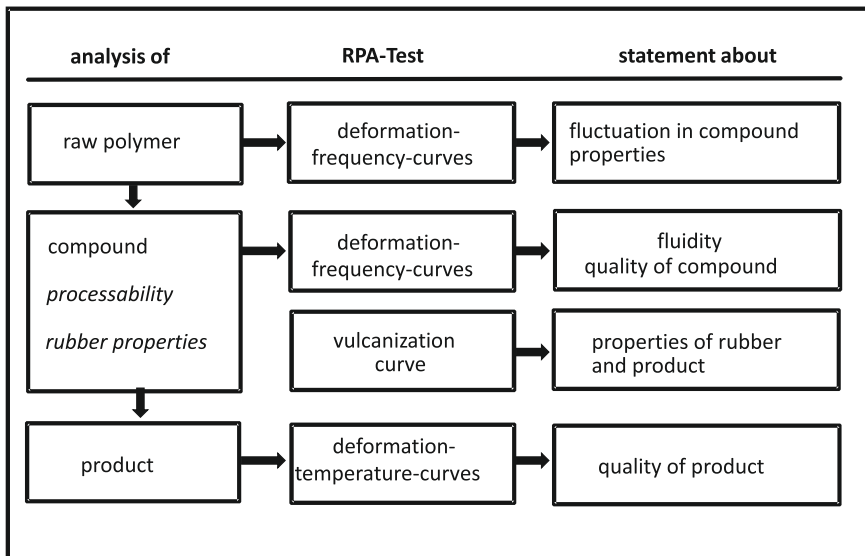 analysis of
RPA-Test
statement about
raw polymer
deformation-
frequency-curves
fluctuation in compound
properties
compound
processability
rubber properties
deformation-
frequency-curves
fluidity
quality of compound
vulcanization
curve
properties of rubber
and product
product
deformation-
temperature-curves
quality of product